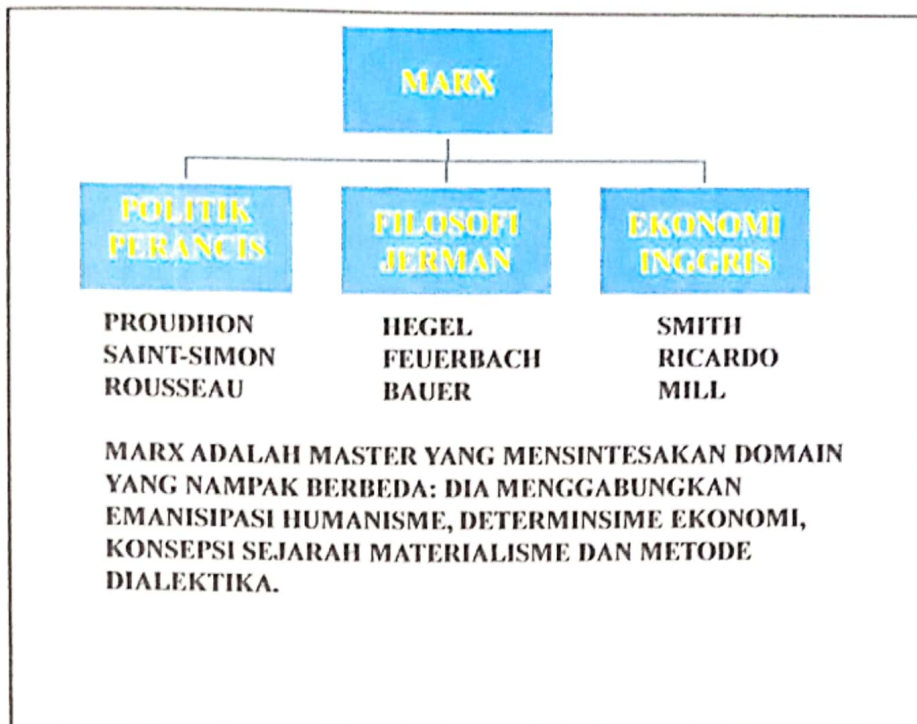 MARX
POLITIK
PERANCIS
FILOSOFI
JERMAN
EKONOMI
INGGRIS
PROUDHON
SAINT-SIMON
ROUSSEAU
HEGEL
FEUERBACH
BAUER
SMITH
RICARDO
MILL
MARX ADALAH MASTER YANG MENSINTESAKAN DOMAIN
YANG NAMPAK BERBEDA: DIA MENGGABUNGKAN
EMANISIPASI HUMANISME, DETERMINSIME EKONOMI,
KONSEPSI SEJARAH MATERIALISME DAN METODE
DIALEKTIKA.